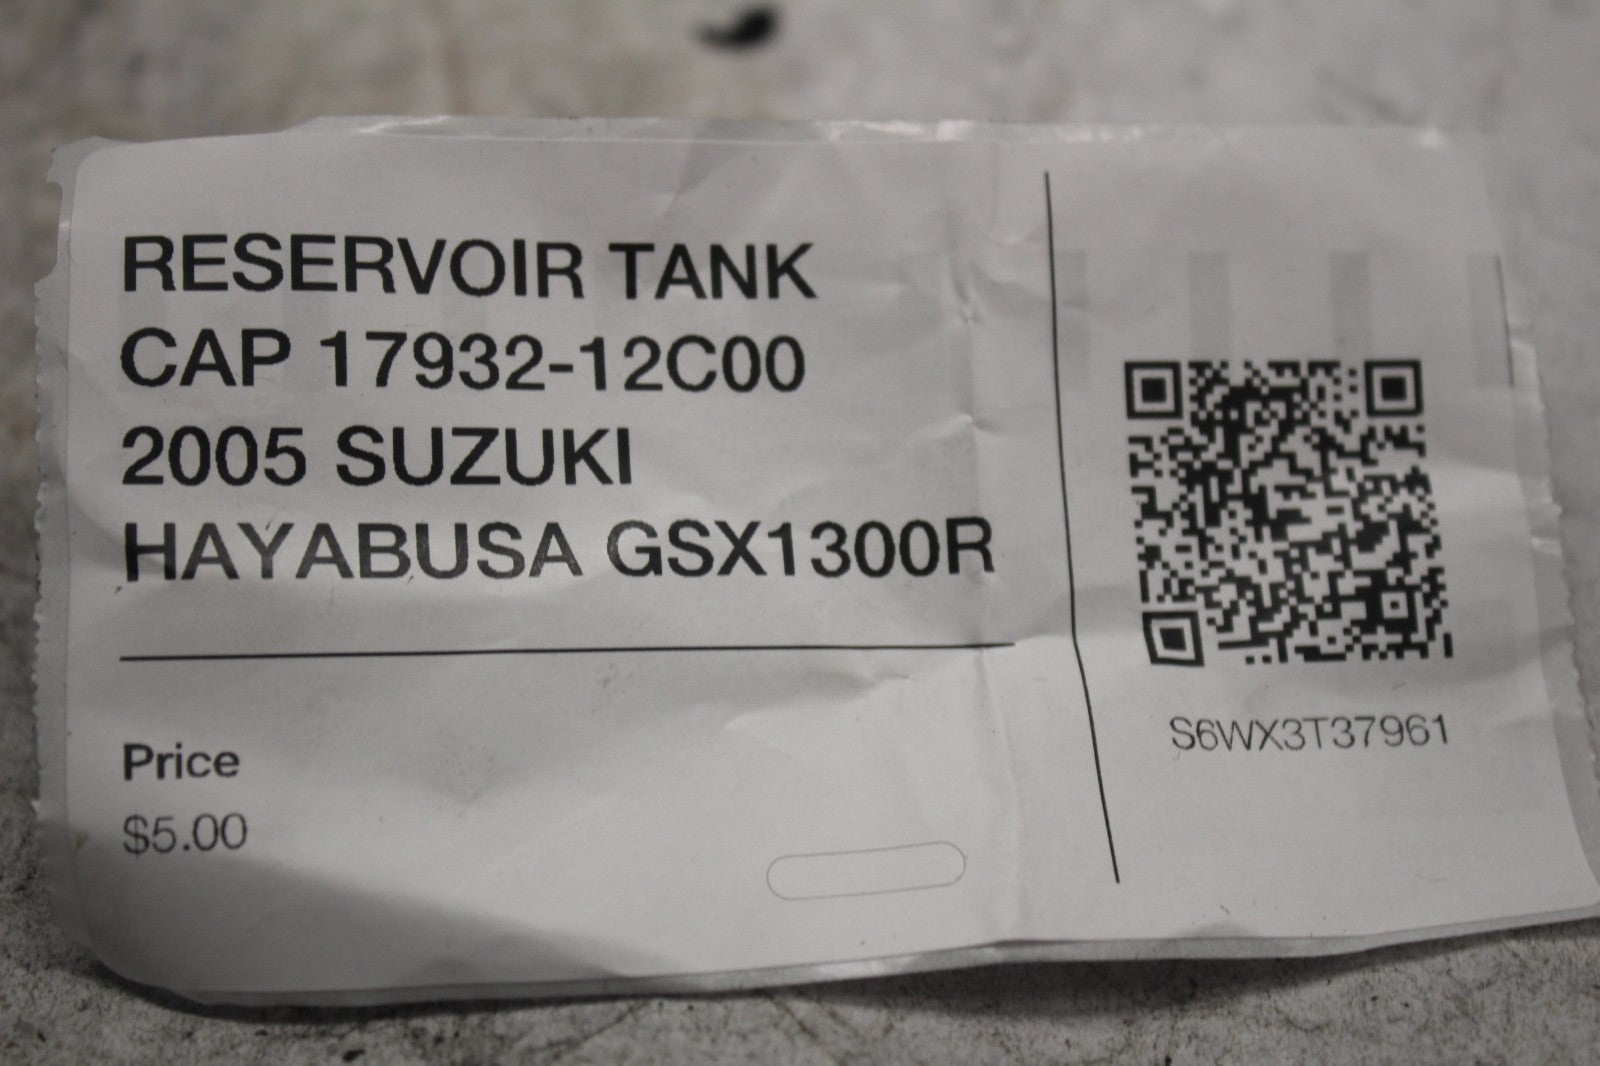 RESERVOIR TANK
CAP 17932-12C00
2005 SUZUKI
HAYABUSA GSX1300R
Price
$5.00
S6WX3T37961